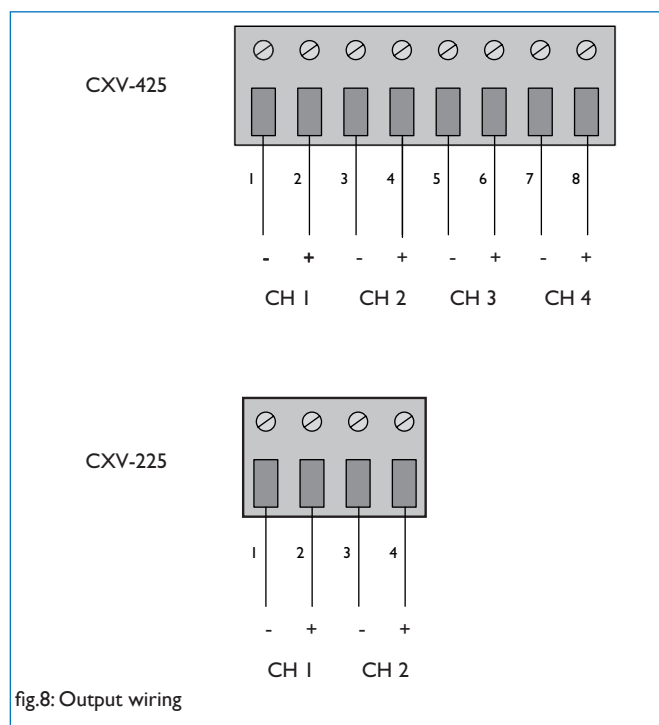 CXV-425
1 2 3 4 5 6 7 8
- + - + - + - +
CH 1 CH 2 CH 3 CH 4
CXV-225
1 2 3 4
- + - +
CH 1 CH 2
fig.8: Output wiring